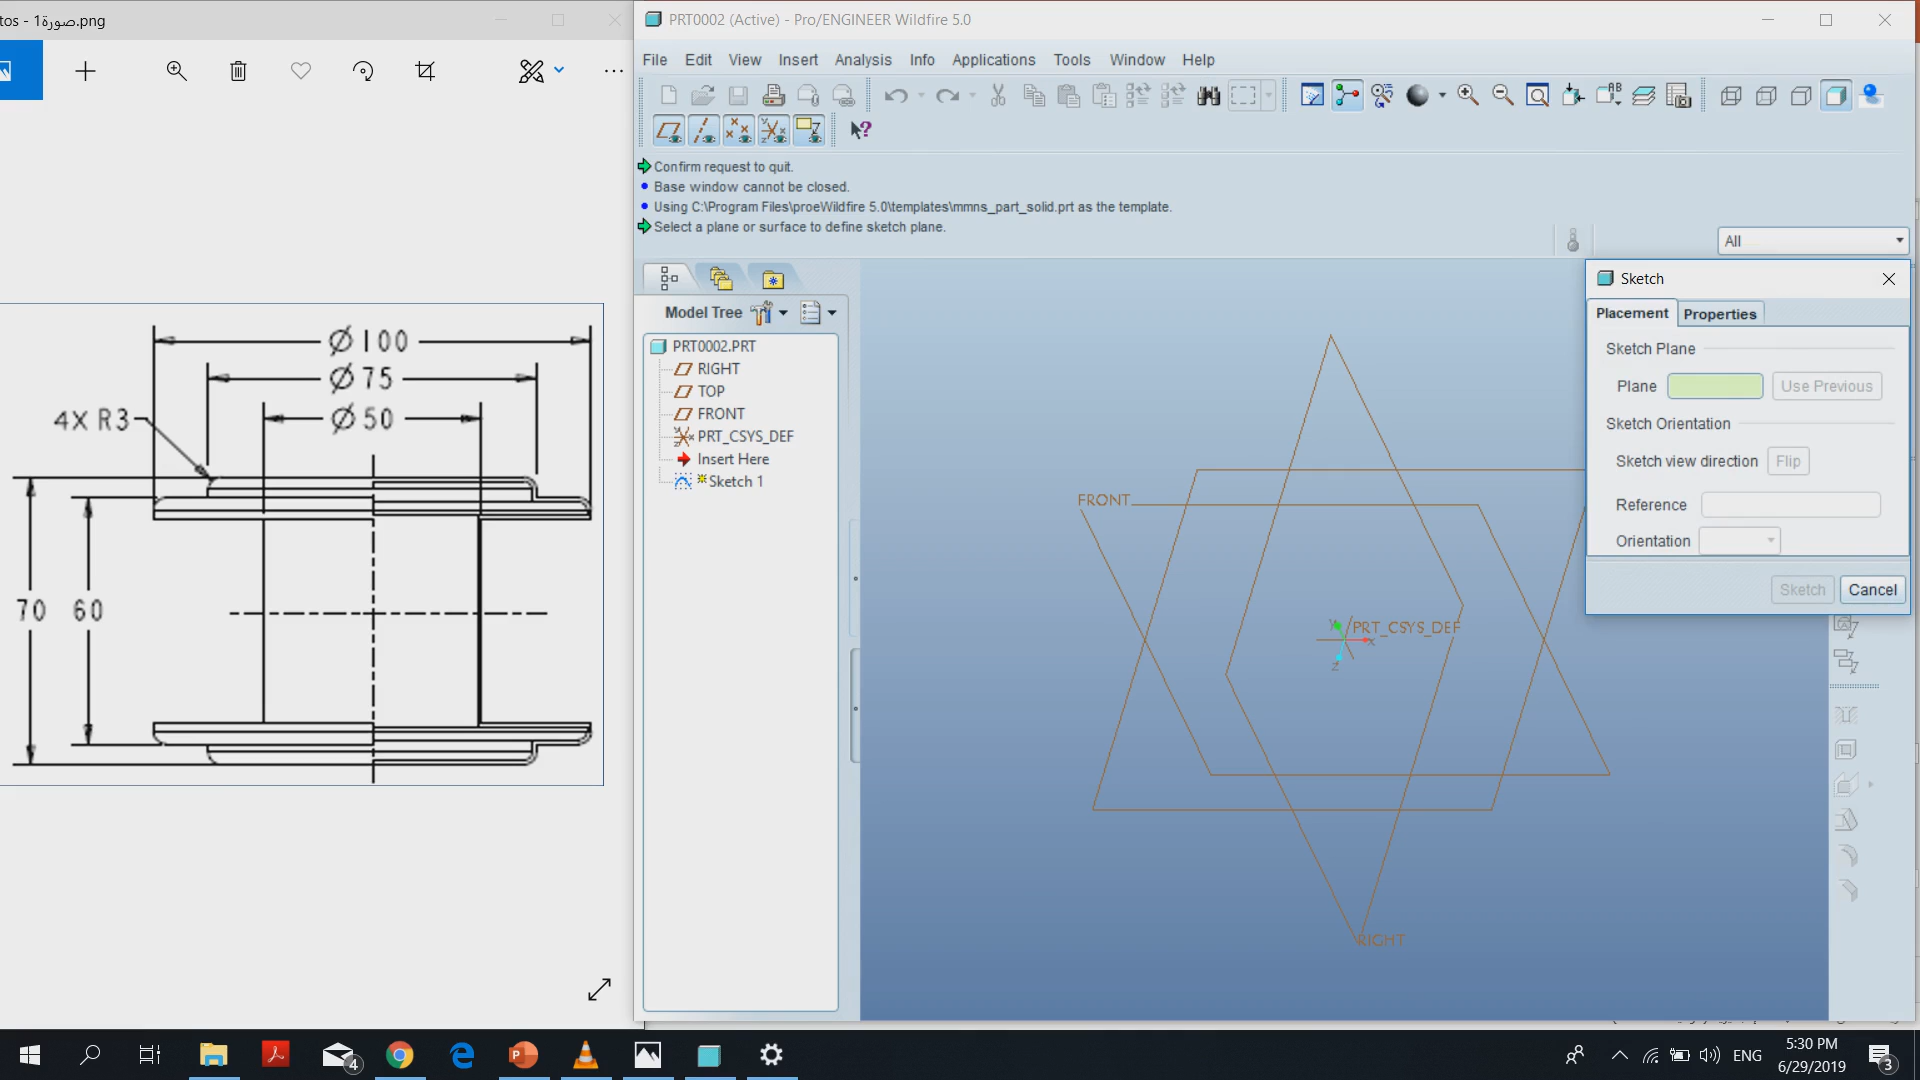 tos - صورة1.png
Ø100
Ø75
4X R3
Ø50
70
60
PRT0002 (Active) - Pro/ENGINEER Wildfire 5.0
File Edit View Insert Analysis Info Applications Tools Window Help
Confirm request to quit.
Base window cannot be closed.
Using C:\Program Files\proeWildfire 5.0\templates\mmns_part_solid.prt as the template.
Select a plane or surface to define sketch plane.
All
Model Tree
PRT0002.PRT
RIGHT
TOP
FRONT
PRT_CSYS_DEF
Insert Here
Sketch 1
FRONT
Y PRT_CSYS_DEF
X
Z
RIGHT
Sketch
Placement Properties
Sketch Plane
Plane Use Previous
Sketch Orientation
Sketch view direction Flip
Reference
Orientation
Sketch Cancel
4
ENG
5:30 PM
6/29/2019
3